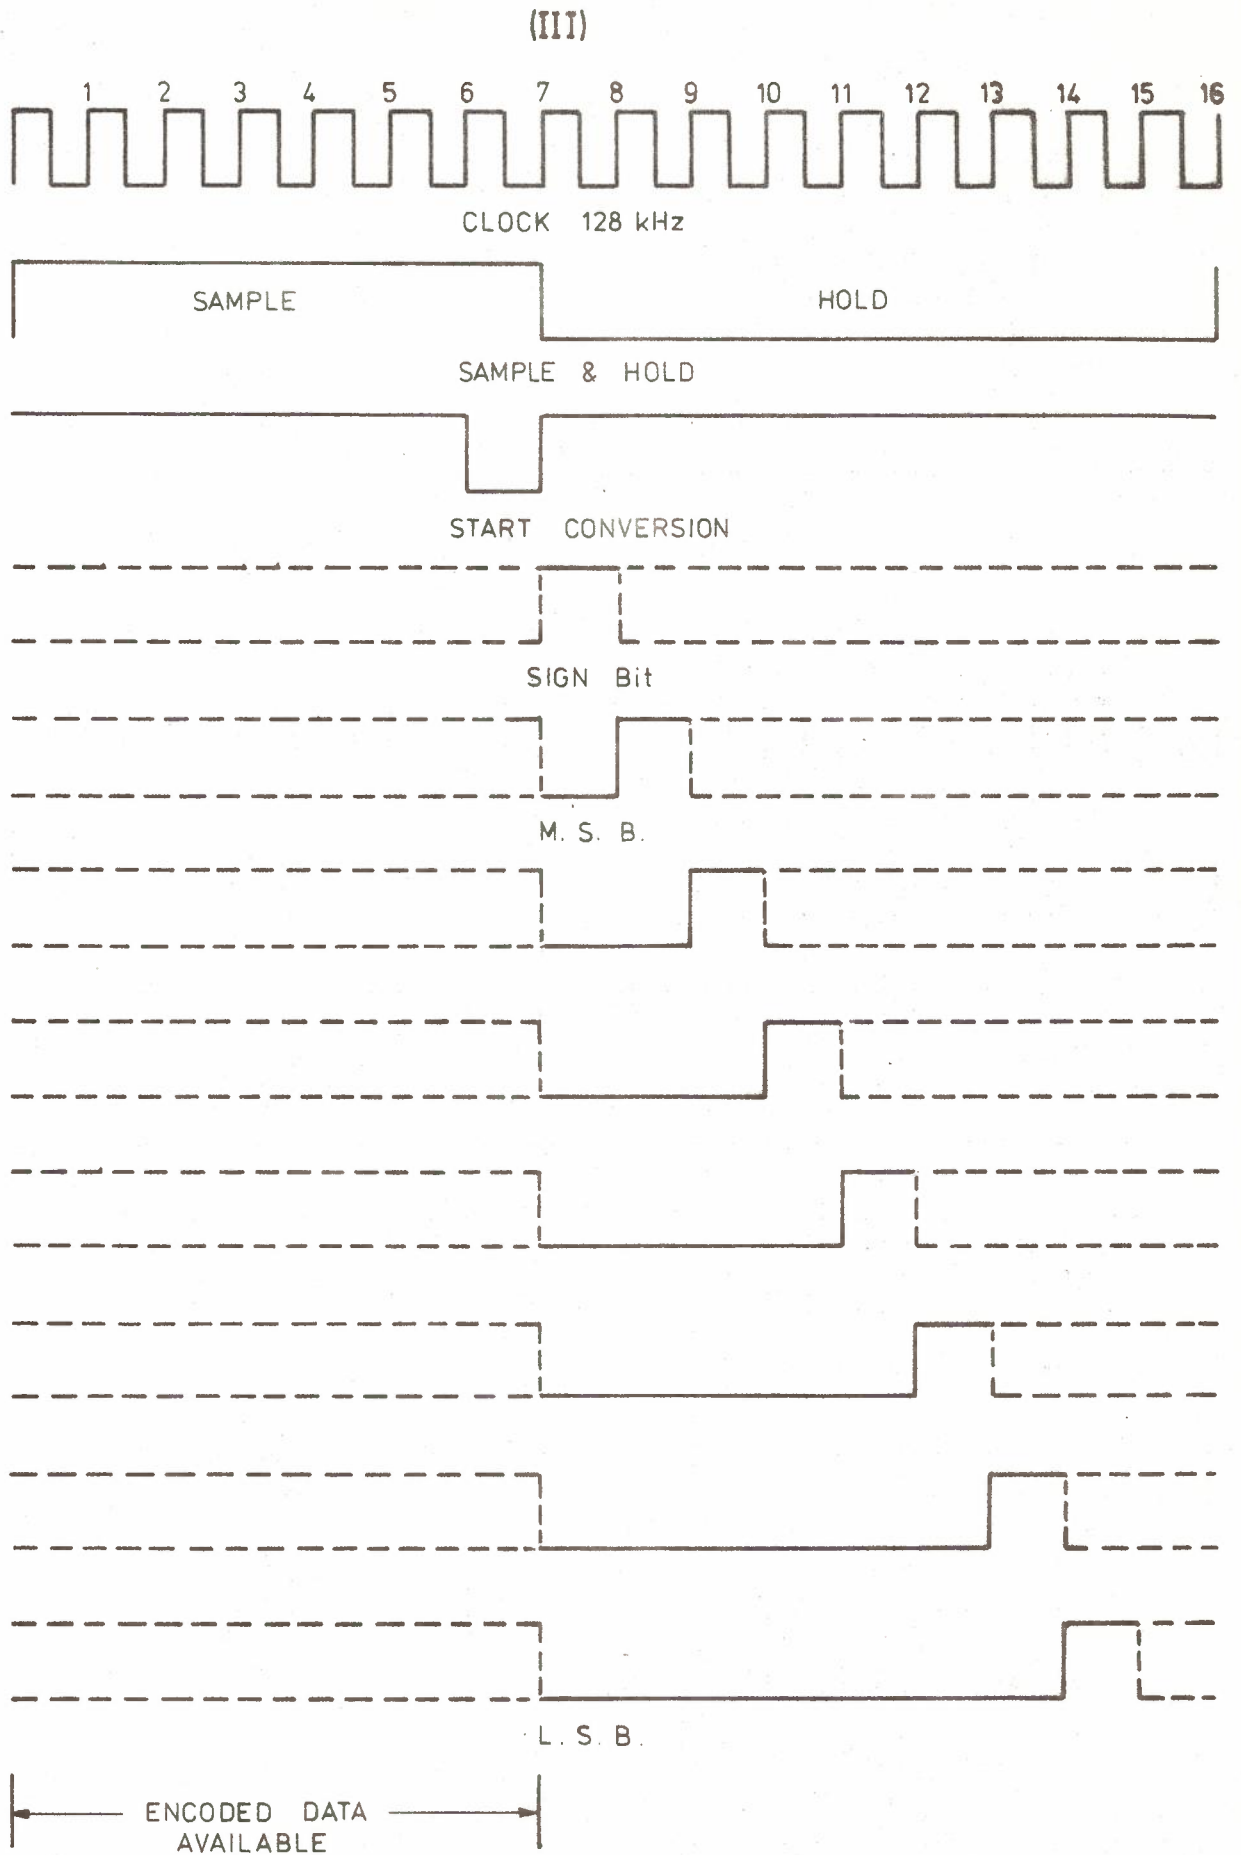 (III)
1 2 3 4 5 6 7 8 9 10 11 12 13 14 15 16
CLOCK 128 kHz
SAMPLE HOLD
SAMPLE & HOLD
START CONVERSION
SIGN Bit
M. S. B.
L. S. B.
ENCODED DATA
AVAILABLE